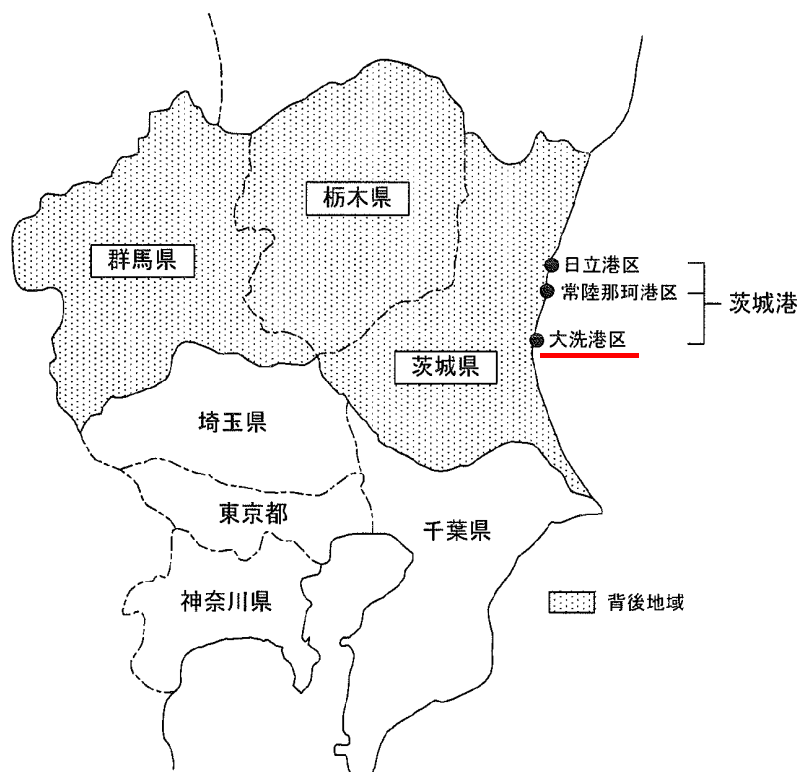 栃木県
群馬県
日立港区
常陸那珂港区
茨城港
大洗港区
茨城県
埼玉県
東京都
千葉県
神奈川県
背後地域